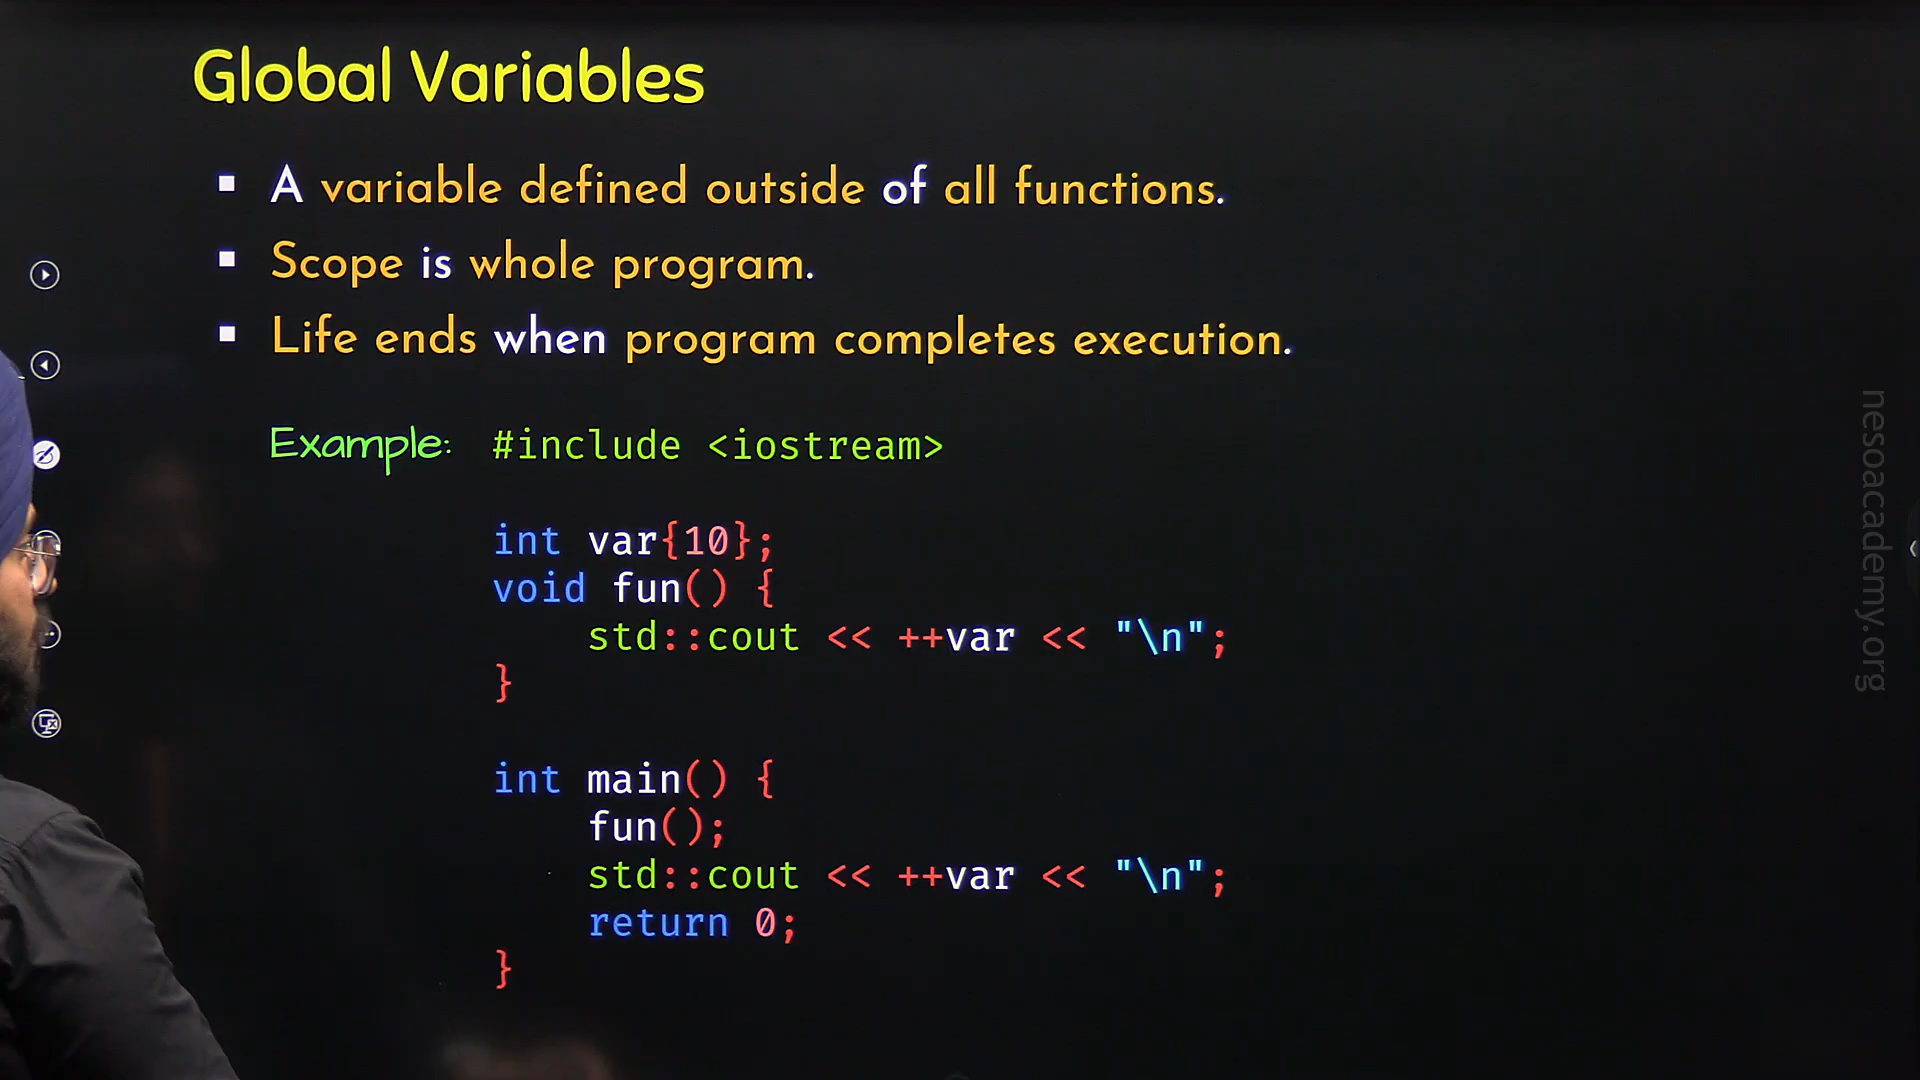 Global Variables
▪ A variable defined outside of all functions.
▪ Scope is whole program.
▪ Life ends when program completes execution.
Example: #include <iostream>
int var{10};
void fun() {
    std::cout << ++var << "\n";
}
int main() {
    fun();
    std::cout << ++var << "\n";
    return 0;
}
nesoacademy.org